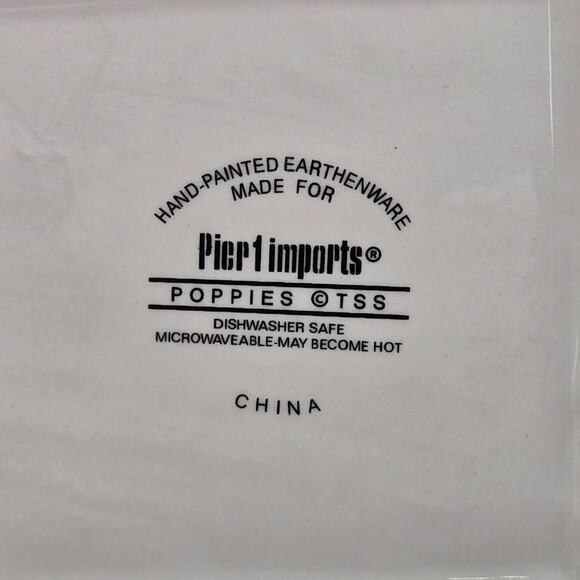 HAND-PAINTED EARTHENWARE
MADE FOR
Pier 1 imports®
POPPIES ©TSS
DISHWASHER SAFE
MICROWAVEABLE-MAY BECOME HOT
CHINA